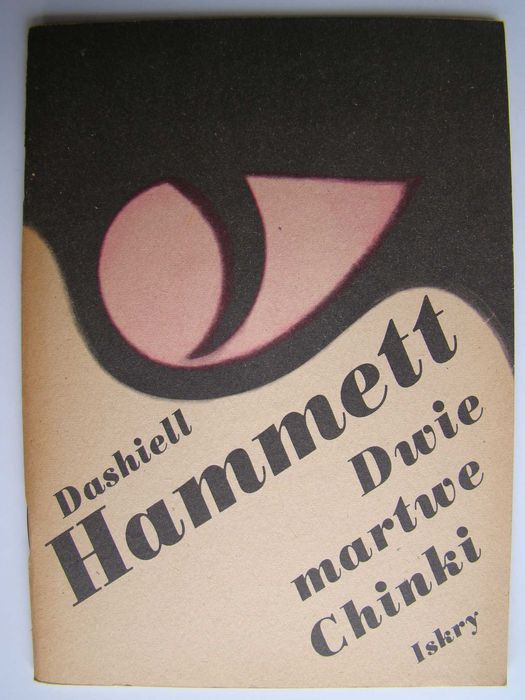 Dashiell
Hammett
Dwie
martwe
Chinki
Iskry